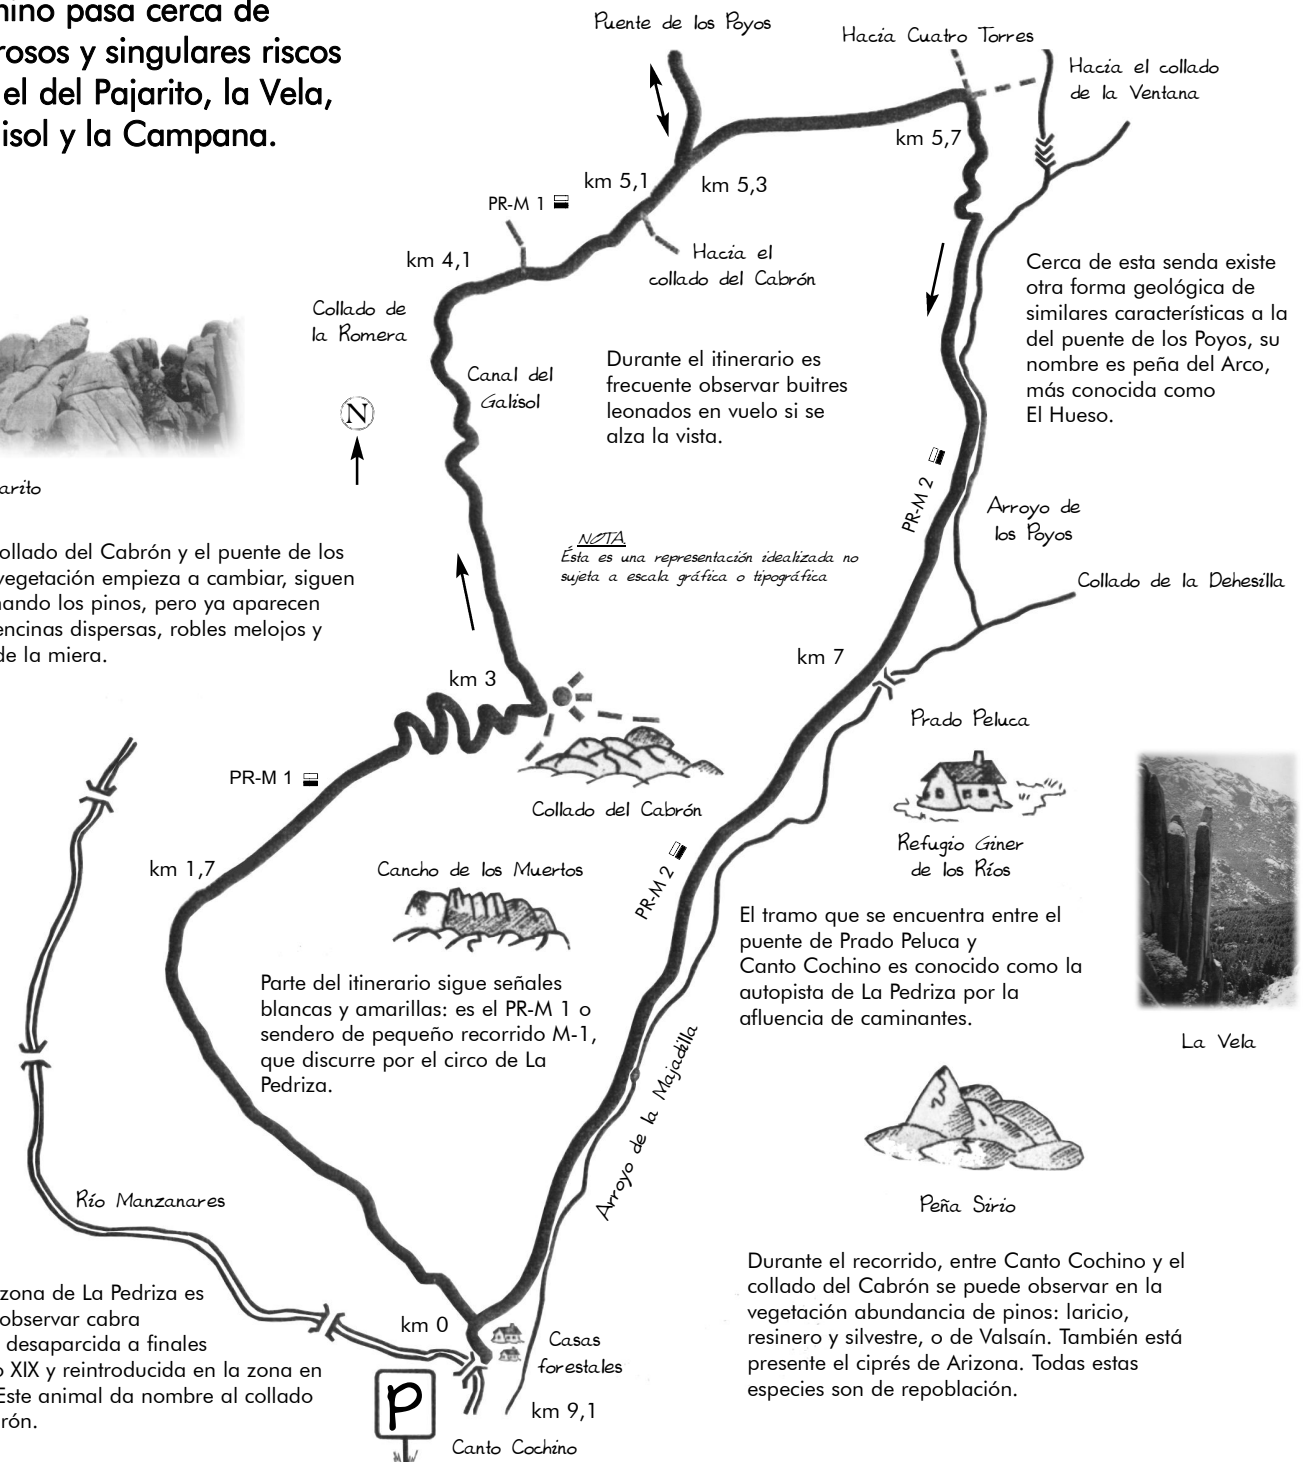 pasa cerca de
y singulares riscos
el del Pajarito, la Vela,
y la Campana.
Puente de los Poyos
Hacia Cuatro Torres
Hacia el collado
de la Ventana
km 5,7
km 5,1
km 5,3
PR-M 1
km 4,1
Hacia el
collado del Cabrón
Collado de
la Romera
Canal del
Galisol
N
Durante el itinerario es
frecuente observar buitres
leonados en vuelo si se
alza la vista.
Cerca de esta senda existe
otra forma geológica de
similares características a la
del puente de los Poyos, su
nombre es peña del Arco,
más conocida como
El Hueso.
PR-M 2
Arroyo de
los Poyos
NOTA
Ésta es una representación idealizada no
sujeta a escala gráfica o tipográfica
del Cabrón y el puente de los
vegetación empieza a cambiar, siguen
los pinos, pero ya aparecen
encinas dispersas, robles melojos y
de la miera.
Collado de la Dehesilla
km 7
km 3
Prado Peluca
PR-M 1
Collado del Cabrón
Refugio Giner
de los Ríos
km 1,7
Cancho de los Muertos
PR-M 2
El tramo que se encuentra entre el
puente de Prado Peluca y
Canto Cochino es conocido como la
autopista de La Pedriza por la
afluencia de caminantes.
Parte del itinerario sigue señales
blancas y amarillas: es el PR-M 1 o
sendero de pequeño recorrido M-1,
que discurre por el circo de La
Pedriza.
La Vela
Arroyo de la Majadilla
Río Manzanares
Peña Sirio
Durante el recorrido, entre Canto Cochino y el
collado del Cabrón se puede observar en la
vegetación abundancia de pinos: laricio,
resinero y silvestre, o de Valsaín. También está
presente el ciprés de Arizona. Todas estas
especies son de repoblación.
zona de La Pedriza es
observar cabra
desaparcida a finales
XIX y reintroducida en la zona en
Este animal da nombre al collado
km 0
Casas
forestales
P
km 9,1
Canto Cochino